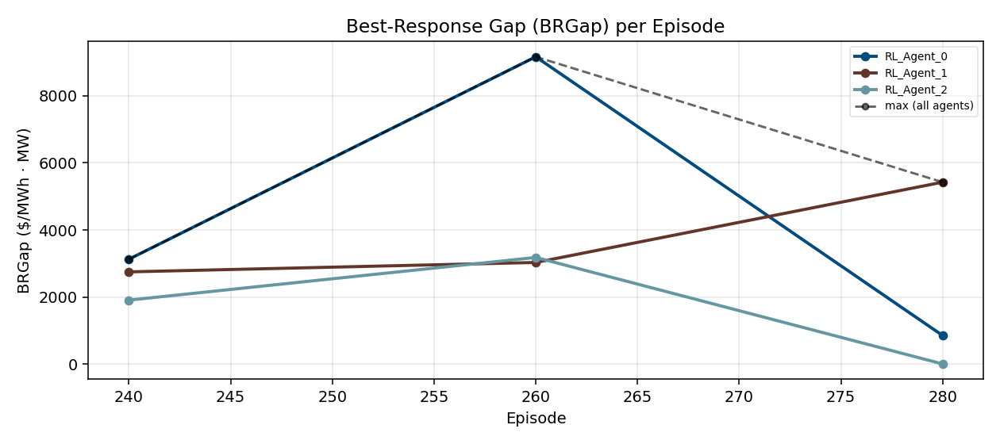 Best-Response Gap (BRGap) per Episode
BRGap ($/MWh · MW)
8000
6000
4000
2000
0
RL_Agent_0
RL_Agent_1
RL_Agent_2
max (all agents)
240 245 250 255 260 265 270 275 280
Episode